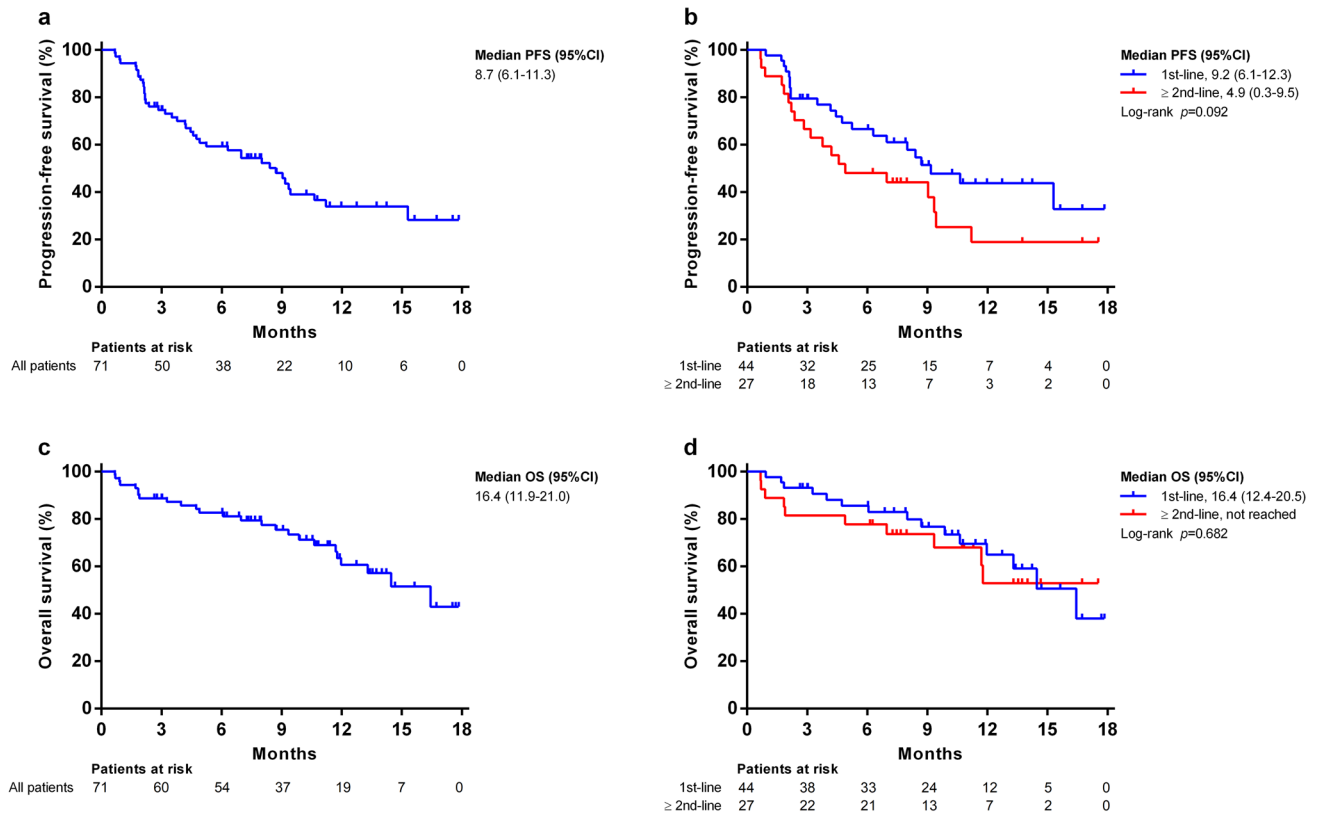 a
Progression-free survival (%)
100
80
60
40
20
0
0 3 6 9 12 15 18
Months
Median PFS (95%CI)
8.7 (6.1-11.3)
Patients at risk
All patients 71 50 38 22 10 6 0
b
Progression-free survival (%)
100
80
60
40
20
0
0 3 6 9 12 15 18
Months
Median PFS (95%CI)
1st-line, 9.2 (6.1-12.3)
≥ 2nd-line, 4.9 (0.3-9.5)
Log-rank p=0.092
Patients at risk
1st-line 44 32 25 15 7 4 0
≥ 2nd-line 27 18 13 7 3 2 0
c
Overall survival (%)
100
80
60
40
20
0
0 3 6 9 12 15 18
Months
Median OS (95%CI)
16.4 (11.9-21.0)
Patients at risk
All patients 71 60 54 37 19 7 0
d
Overall survival (%)
100
80
60
40
20
0
0 3 6 9 12 15 18
Months
Median OS (95%CI)
1st-line, 16.4 (12.4-20.5)
≥ 2nd-line, not reached
Log-rank p=0.682
Patients at risk
1st-line 44 38 33 24 12 5 0
≥ 2nd-line 27 22 21 13 7 2 0